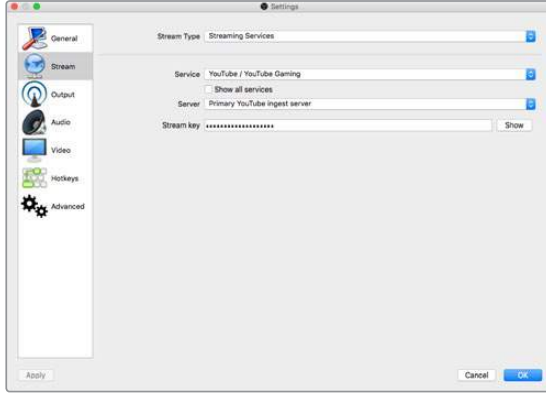 Settings
General
Stream
Output
Audio
Video
Hotkeys
Advanced
Stream Type Streaming Services
Service YouTube / YouTube Gaming
Show all services
Server Primary YouTube ingest server
Stream key •••••••••••••••••• Show
Apply Cancel OK